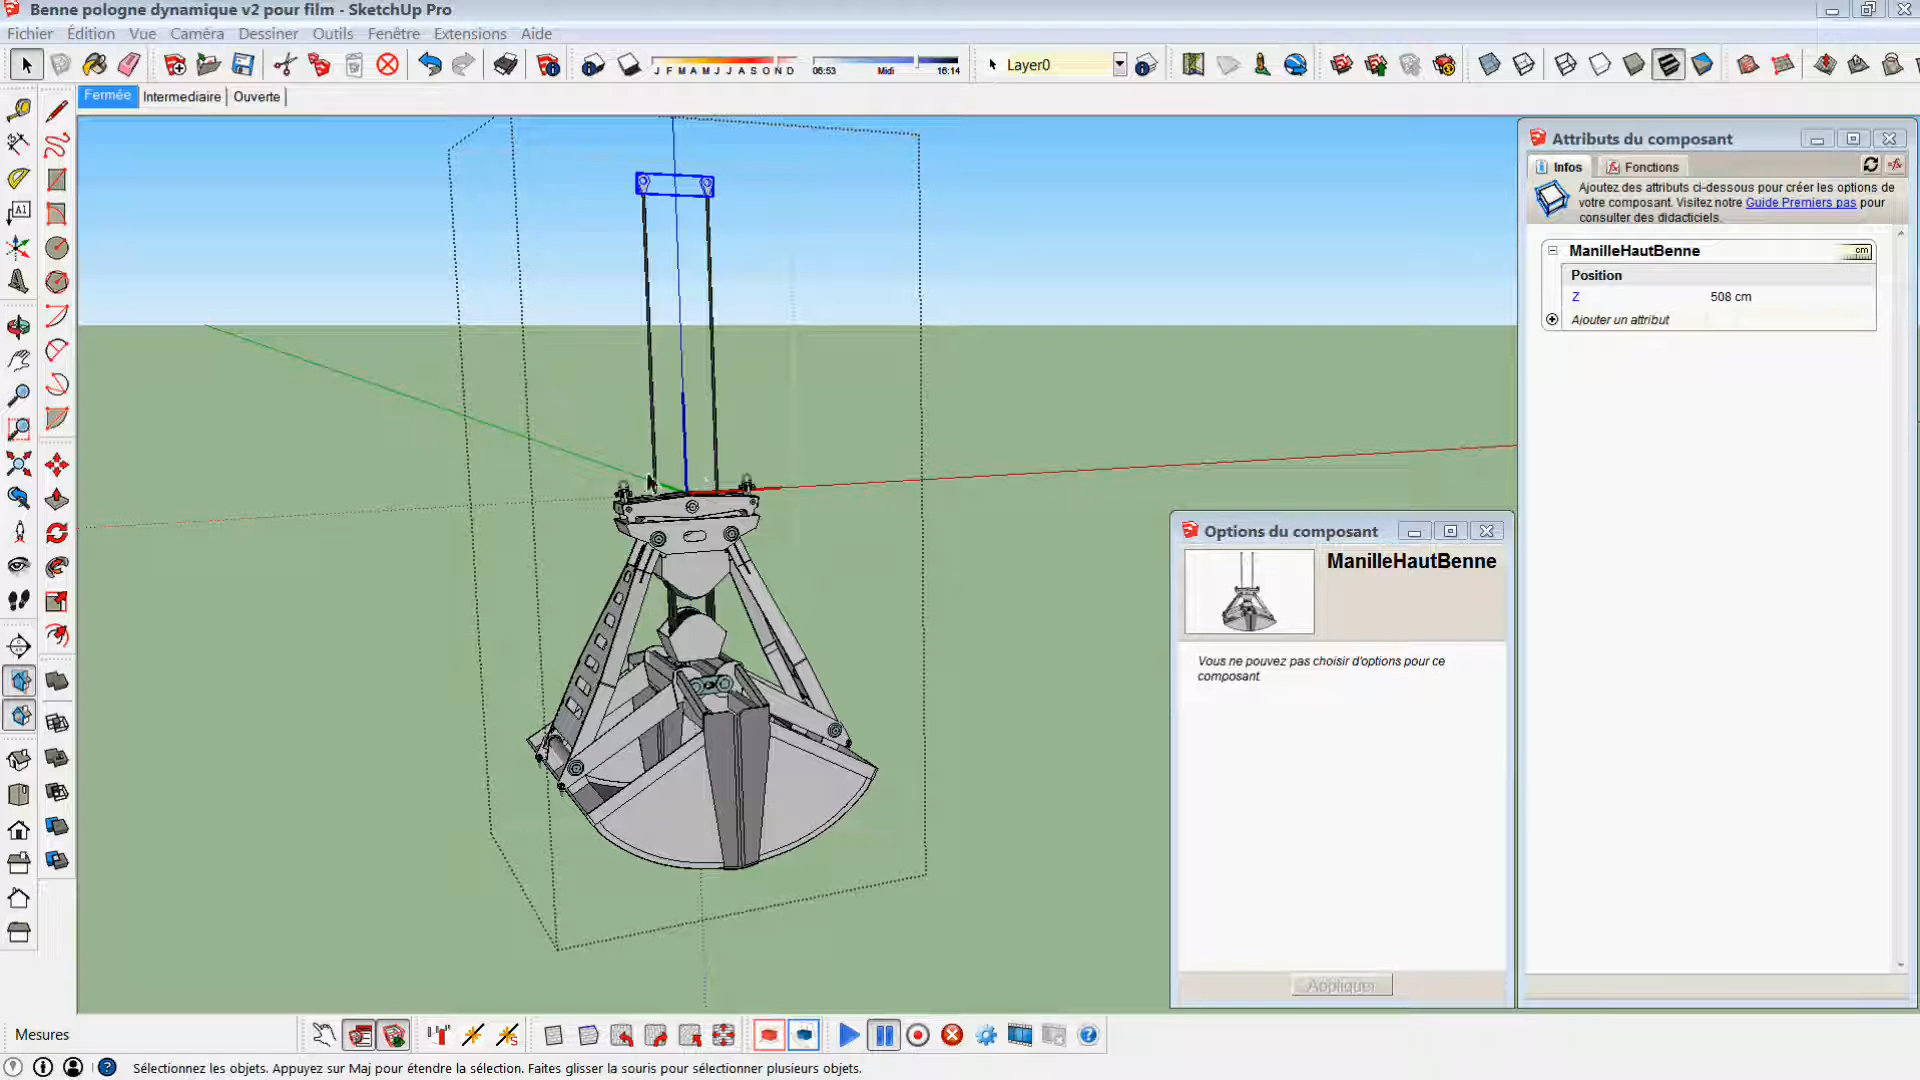 Benne pologne dynamique v2 pour film - SketchUp Pro
Fichier Édition Vue Caméra Dessiner Outils Fenêtre Extensions Aide
J F M A M J J A S O N D
06:53 Midi 16:14
Layer0
Fermée Intermediaire Ouverte
A1
Attributs du composant
Infos Fonctions
Ajoutez des attributs ci-dessous pour créer les options de
votre composant. Visitez notre Guide Premiers pas pour
consulter des didacticiels.
ManilleHautBenne cm
Position
Z 508 cm
Ajouter un attribut
Options du composant
ManilleHautBenne
Vous ne pouvez pas choisir d'options pour ce
composant
Appliquer
Mesures
Sélectionnez les objets. Appuyez sur Maj pour étendre la sélection. Faites glisser la souris pour sélectionner plusieurs objets.